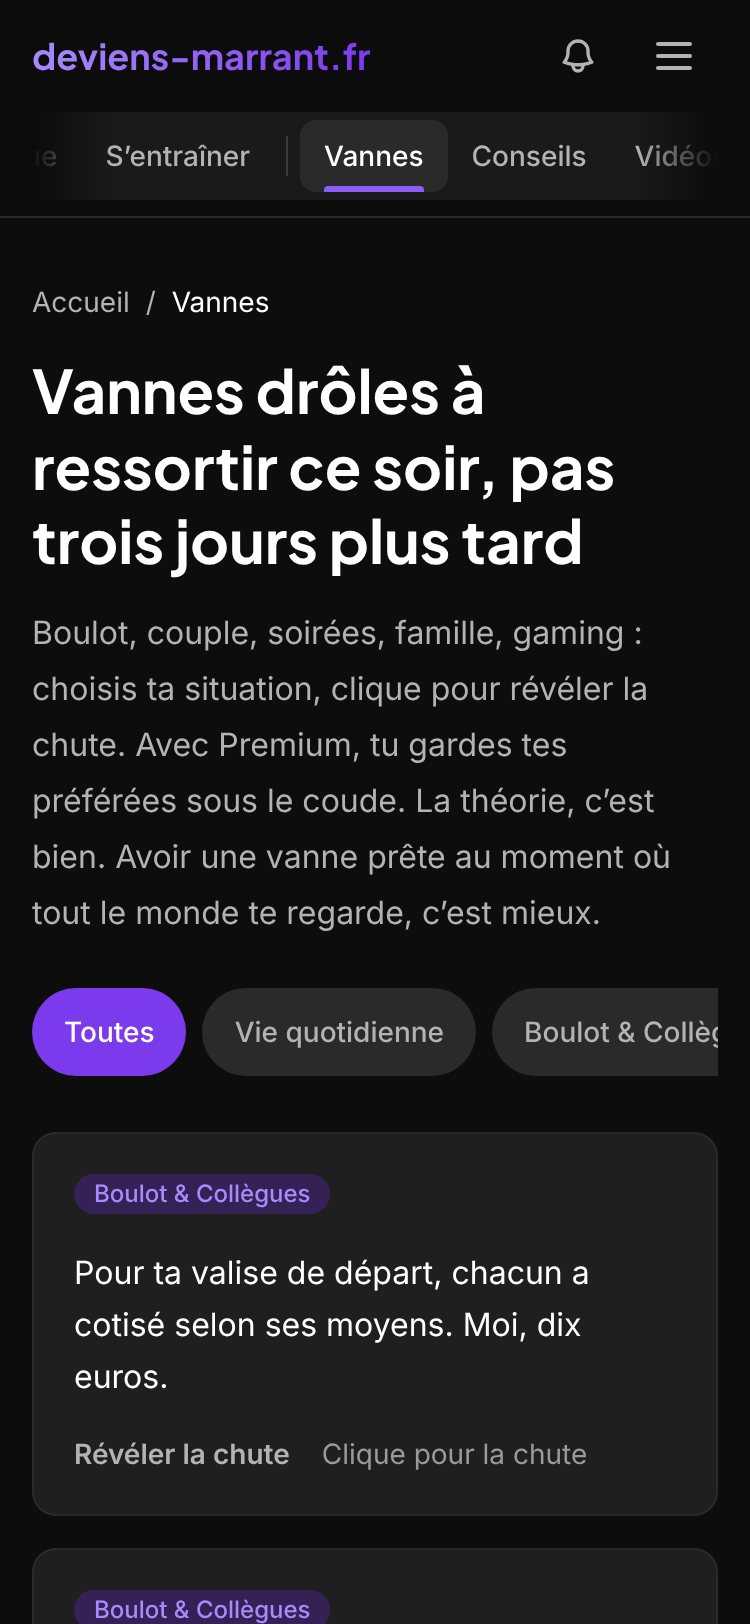 deviens-marrant.fr
S’entraîner Vannes Conseils Vidéos
Accueil / Vannes
Vannes drôles à
ressortir ce soir, pas
trois jours plus tard
Boulot, couple, soirées, famille, gaming :
choisis ta situation, clique pour révéler la
chute. Avec Premium, tu gardes tes
préférées sous le coude. La théorie, c’est
bien. Avoir une vanne prête au moment où
tout le monde te regarde, c’est mieux.
Toutes Vie quotidienne Boulot & Collèg
Boulot & Collègues
Pour ta valise de départ, chacun a
cotisé selon ses moyens. Moi, dix
euros.
Révéler la chute Clique pour la chute
Boulot & Collègues